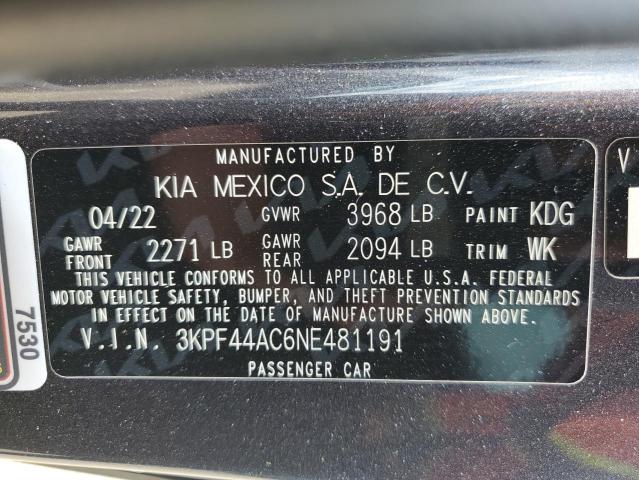 MANUFACTURED BY
KIA MEXICO S.A. DE C.V.
04/22 GVWR 3968 LB PAINT KDG
GAWR FRONT 2271 LB GAWR REAR 2094 LB TRIM WK
THIS VEHICLE CONFORMS TO ALL APPLICABLE U.S.A. FEDERAL
MOTOR VEHICLE SAFETY, BUMPER, AND THEFT PREVENTION STANDARDS
IN EFFECT ON THE DATE OF MANUFACTURE SHOWN ABOVE.
V.I.N. 3KPF44AC6NE481191
PASSENGER CAR
7530
V